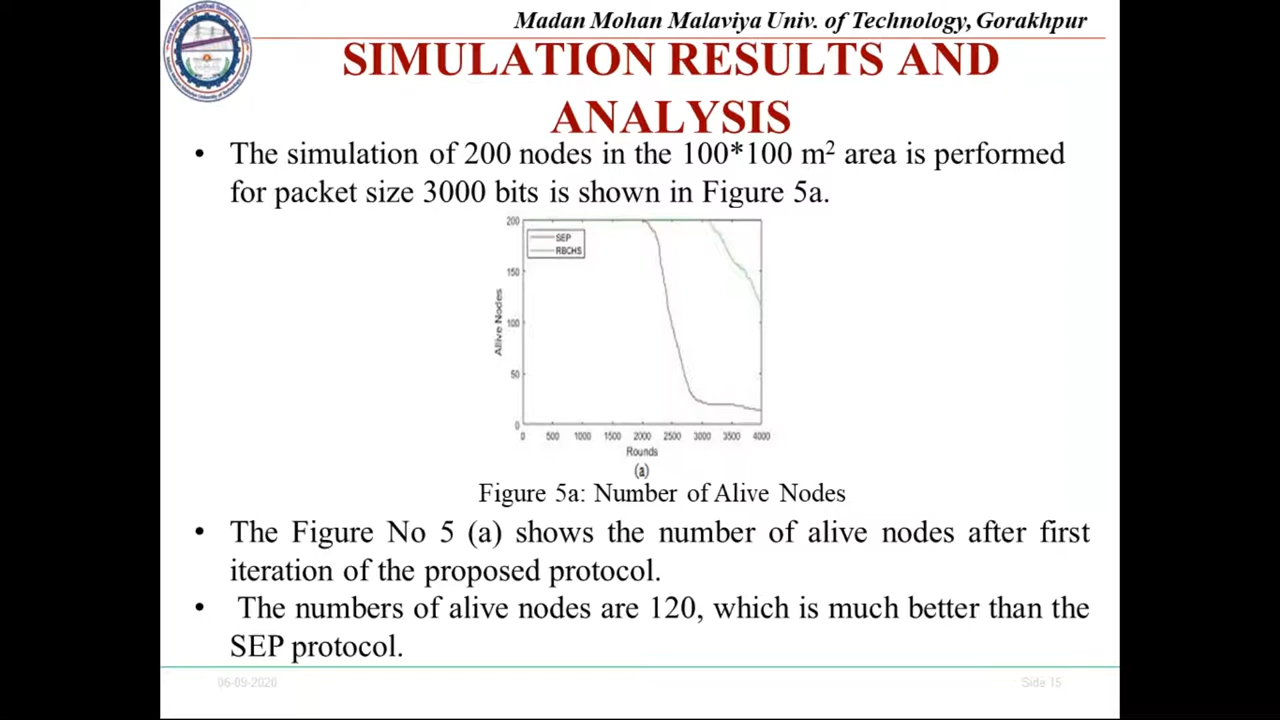 Madan Mohan Malaviya Univ. of Technology, Gorakhpur
SIMULATION RESULTS AND
ANALYSIS
• The simulation of 200 nodes in the 100*100 m² area is performed
for packet size 3000 bits is shown in Figure 5a.
200
SEP
RBCHS
150
100
50
0
Alive Nodes
0 500 1000 1500 2000 2500 3000 3500 4000
Rounds
(a)
Figure 5a: Number of Alive Nodes
• The Figure No 5 (a) shows the number of alive nodes after first
iteration of the proposed protocol.
• The numbers of alive nodes are 120, which is much better than the
SEP protocol.
06-09-2020 Side 15